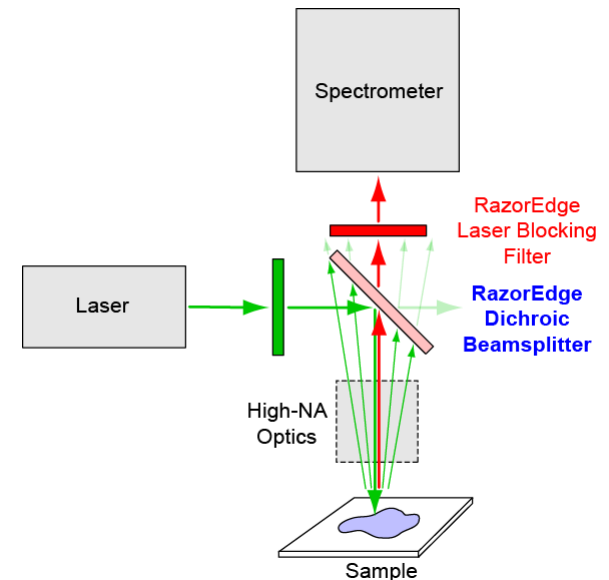 Spectrometer
RazorEdge
Laser Blocking
Filter
Laser
RazorEdge
Dichroic
Beamsplitter
High-NA
Optics
Sample